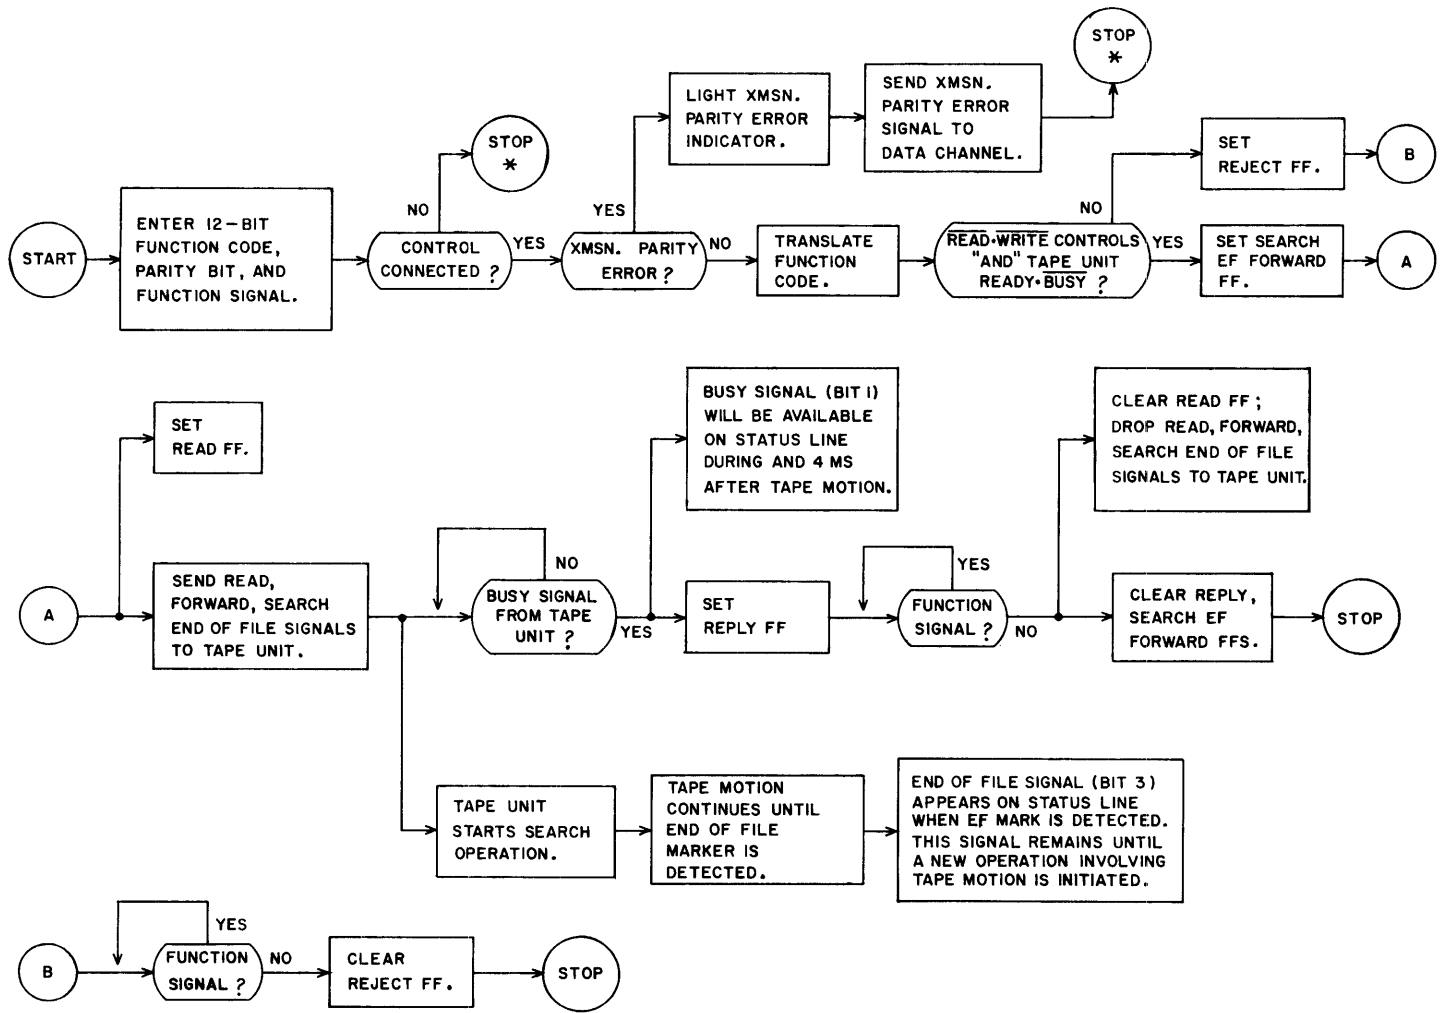 START
ENTER 12-BIT
FUNCTION CODE,
PARITY BIT, AND
FUNCTION SIGNAL.
NO
STOP
*
CONTROL
CONNECTED ?
YES
XMSN. PARITY
ERROR ?
YES
LIGHT XMSN.
PARITY ERROR
INDICATOR.
SEND XMSN.
PARITY ERROR
SIGNAL TO
DATA CHANNEL.
STOP
*
NO
TRANSLATE
FUNCTION
CODE.
READ·WRITE CONTROLS
"AND" TAPE UNIT
READY·BUSY ?
NO
SET
REJECT FF.
B
YES
SET SEARCH
EF FORWARD
FF.
A
A
SET
READ FF.
SEND READ,
FORWARD, SEARCH
END OF FILE SIGNALS
TO TAPE UNIT.
NO
BUSY SIGNAL
FROM TAPE
UNIT ?
YES
BUSY SIGNAL (BIT 1)
WILL BE AVAILABLE
ON STATUS LINE
DURING AND 4 MS
AFTER TAPE MOTION.
SET
REPLY FF
YES
FUNCTION
SIGNAL ?
NO
CLEAR READ FF ;
DROP READ, FORWARD,
SEARCH END OF FILE
SIGNALS TO TAPE UNIT.
CLEAR REPLY,
SEARCH EF
FORWARD FFS.
STOP
TAPE UNIT
STARTS SEARCH
OPERATION.
TAPE MOTION
CONTINUES UNTIL
END OF FILE
MARKER IS
DETECTED.
END OF FILE SIGNAL (BIT 3)
APPEARS ON STATUS LINE
WHEN EF MARK IS DETECTED.
THIS SIGNAL REMAINS UNTIL
A NEW OPERATION INVOLVING
TAPE MOTION IS INITIATED.
B
YES
FUNCTION
SIGNAL ?
NO
CLEAR
REJECT FF.
STOP